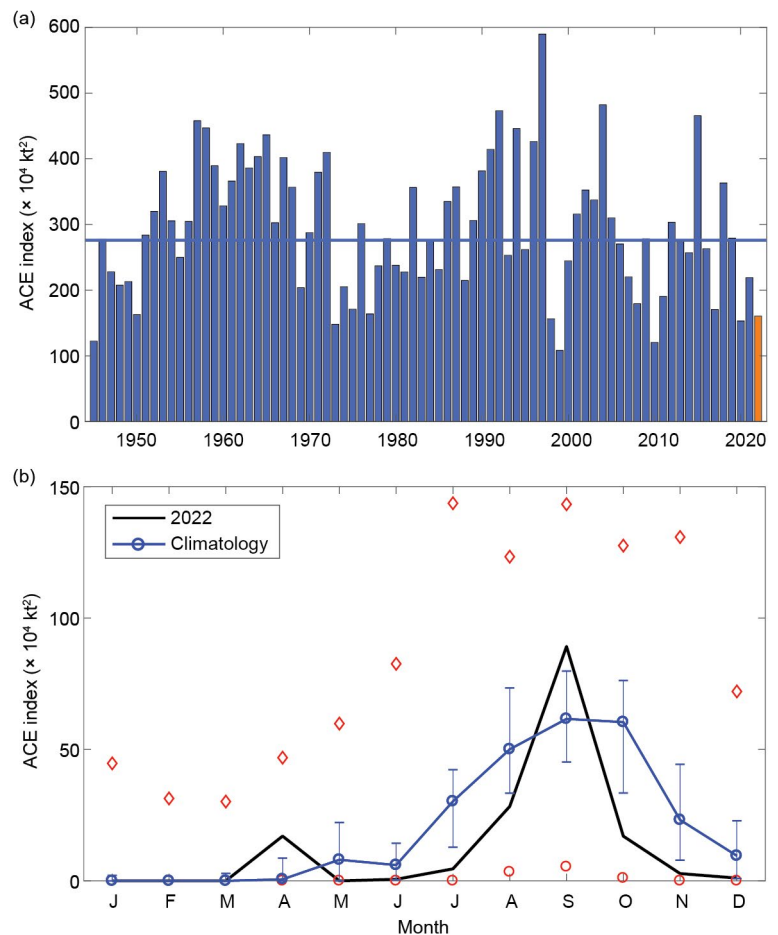 (a)
600
500
400
300
200
100
0
ACE index (× 10⁴ kt²)
1950 1960 1970 1980 1990 2000 2010 2020
(b)
150
100
50
0
ACE index (× 10⁴ kt²)
2022
Climatology
J F M A M J J A S O N D
Month